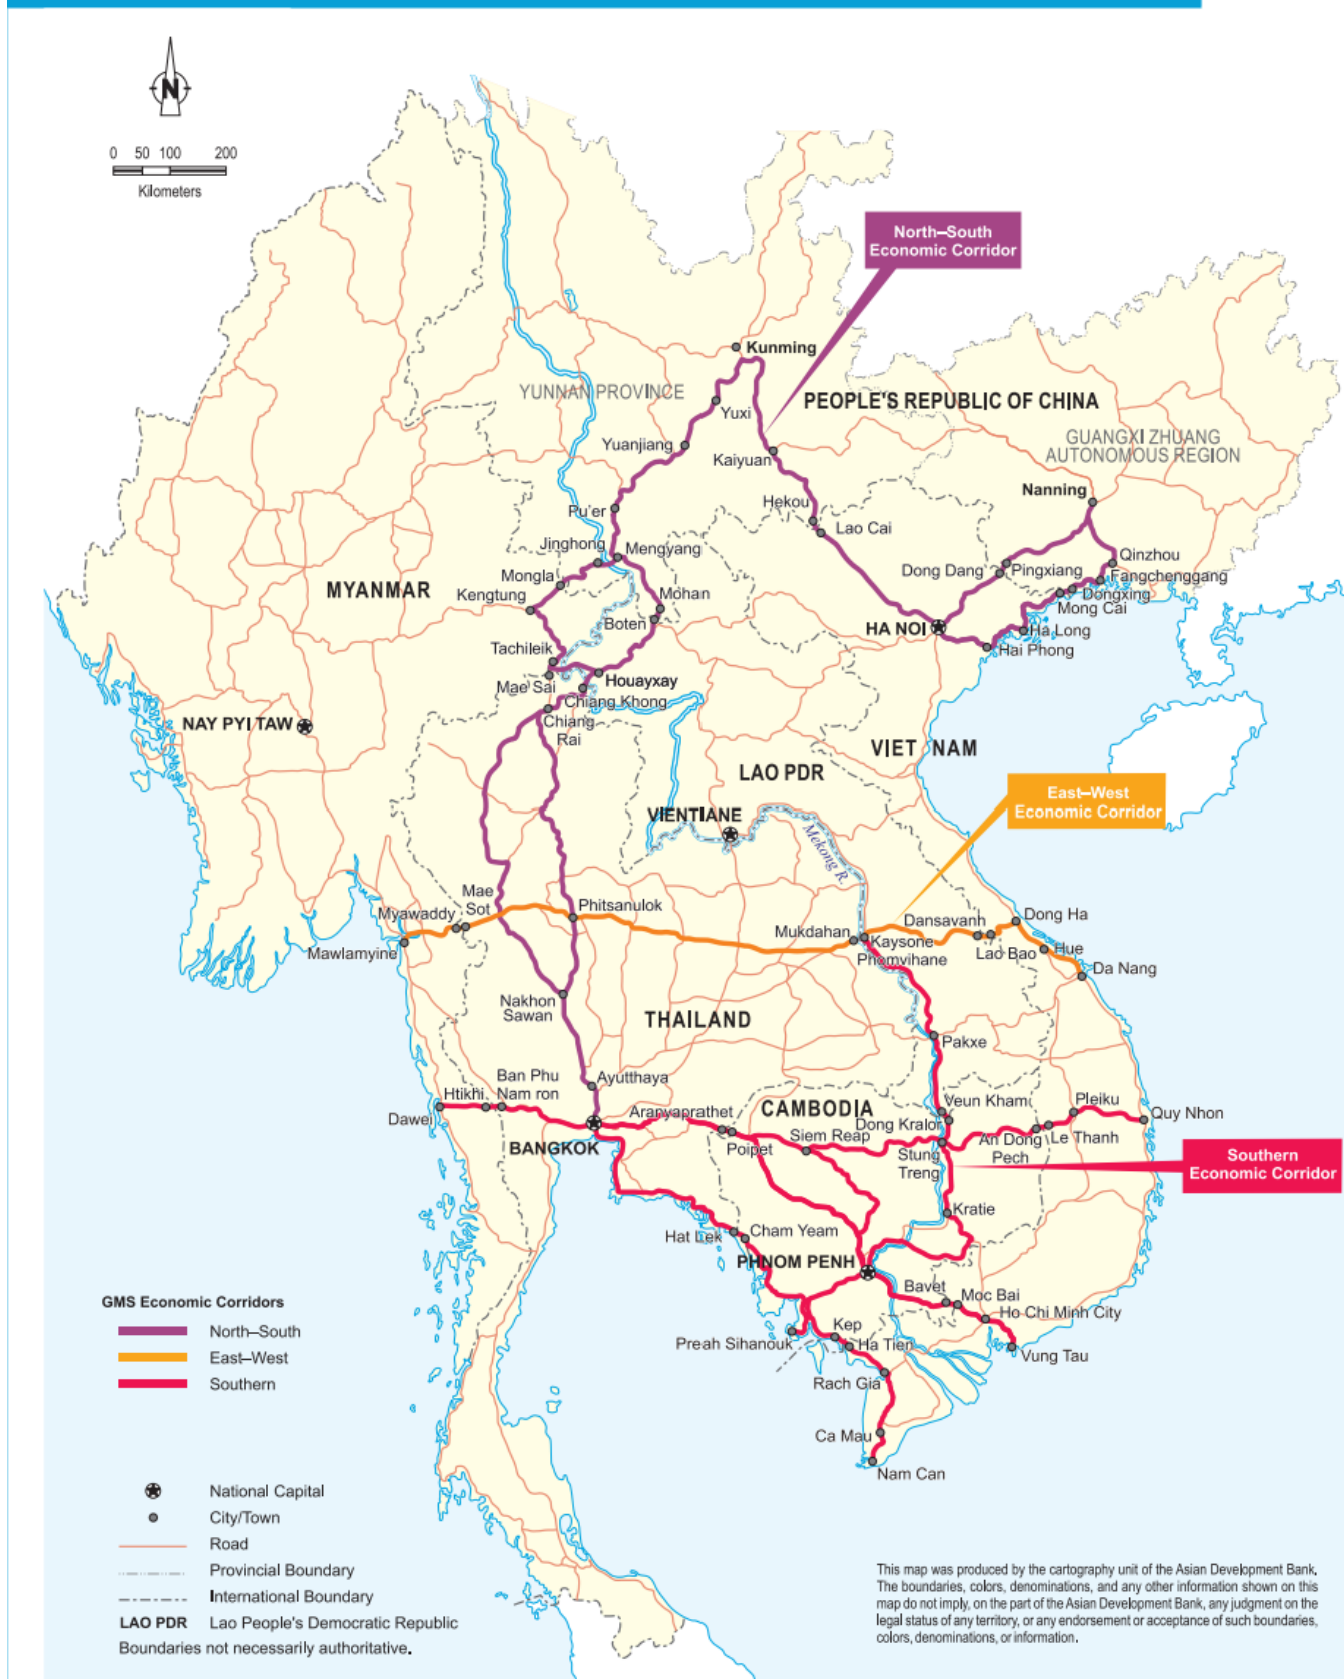 N
0 50 100 200
Kilometers
North–South
Economic Corridor
Kunming
YUNNAN PROVINCE
PEOPLE'S REPUBLIC OF CHINA
Yuxi
GUANGXI ZHUANG
AUTONOMOUS REGION
Yuanjiang
Kaiyuan
Nanning
Hekou
Pu'er
Lao Cai
Jinghong
Mengyang
Qinzhou
Dong Dang
Pingxiang
Fangchenggang
Mongla
MYANMAR
Kengtung
Mohan
Dongxing
Mong Cai
Boten
HA NOI
Ha Long
Hai Phong
Tachileik
Mae Sai
Houayxay
Chiang Khong
Chiang
Rai
NAY PYI TAW
VIET NAM
LAO PDR
East–West
Economic Corridor
VIENTIANE
Mekong R.
Mae
Sot
Myawaddy
Phitsanulok
Dansavanh
Dong Ha
Mukdahan
Kaysone
Phomvihane
Mawlamyine
Lao Bao
Hue
Da Nang
Nakhon
Sawan
THAILAND
Pakxe
Ayutthaya
Ban Phu
Nam ron
Htikhi
Dawei
Aranyaprathet
CAMBODIA
Veun Kham
Pleiku
Quy Nhon
Dong Kralor
Siem Reap
BANGKOK
Poipet
Stung
Treng
An Dong
Pech
Le Thanh
Southern
Economic Corridor
Kratie
Hat Lek
Cham Yeam
PHNOM PENH
Bavet
Moc Bai
Ho Chi Minh City
GMS Economic Corridors
North–South
East–West
Southern
Kep
Preah Sihanouk
Ha Tien
Vung Tau
Rach Gia
Ca Mau
Nam Can
National Capital
City/Town
Road
Provincial Boundary
International Boundary
LAO PDR Lao People's Democratic Republic
Boundaries not necessarily authoritative.
This map was produced by the cartography unit of the Asian Development Bank.
The boundaries, colors, denominations, and any other information shown on this
map do not imply, on the part of the Asian Development Bank, any judgment on the
legal status of any territory, or any endorsement or acceptance of such boundaries,
colors, denominations, or information.